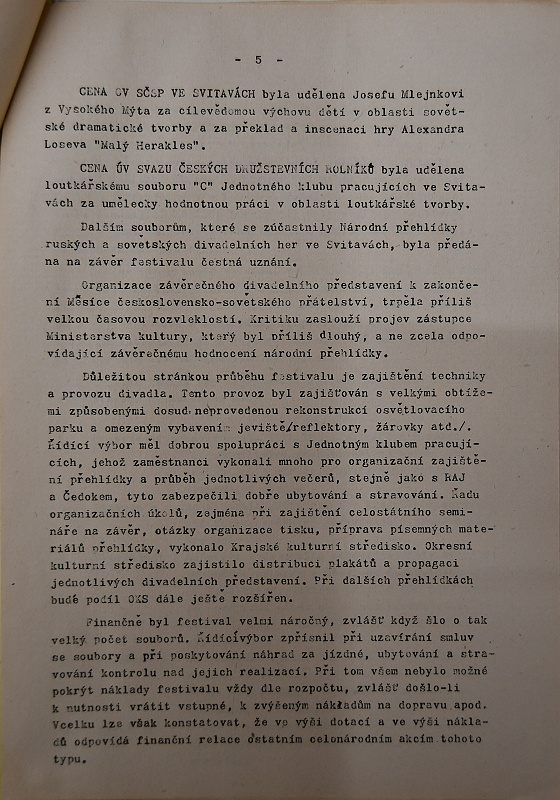 - 5 -
CENA ÚV SČSP VE SVITAVÁCH byla udělena Josefu Mlejnkovi
z Vysokého Mýta za cílevědomou výchovu dětí v oblasti sovět-
ské dramatické tvorby a za překlad a inscenaci hry Alexandra
Loseva "Malý Herakles".
CENA ÚV SVAZU ČESKÝCH DRUŽSTEVNÍCH ROLNÍKŮ byla udělena
loutkářskému souboru "C" Jednotného klubu pracujících ve Svita-
vách za umělecky hodnotnou práci v oblasti loutkářské tvorby.
Dalším souborům, které se zúčastnily Národní přehlídky
ruských a sovětských divadelních her ve Svitavách, byla předá-
na na závěr festivalu čestná uznání.
Organizace závěrečného divadelního představení k zakonče-
ní Měsíce československo-sovětského přátelství, trpěla příliš
velkou časovou rozvleklostí. Kritiku zaslouží projev zástupce
Ministerstva kultury, který byl příliš dlouhý, a ne zcela odpo-
vídající závěrečnému hodnocení národní přehlídky.
Důležitou stránkou průběhu festivalu je zajištění techniky
a provozu divadla. Tento provoz byl zajišťován s velkými obtíže-
mi způsobenými dosud neprovedenou rekonstrukcí osvětlovacího
parku a omezeným vybavením jeviště/reflektory, žárovky atd./.
Řídící výbor měl dobrou spolupráci s Jednotným klubem pracují-
cích, jehož zaměstnanci vykonali mnoho pro organizační zajiště-
ní přehlídky a průběh jednotlivých večerů, stejně jako s RAJ
a Čedokem, tyto zabezpečili dobře ubytování a stravování. Řadu
organizačních úkolů, zejména při zajištění celostátního semi-
náře na závěr, otázky organizace tisku, příprava písemných mate-
riálů přehlídky, vykonalo Krajské kulturní středisko. Okresní
kulturní středisko zajistilo distribuci plakátů a propagaci
jednotlivých divadelních představení. Při dalších přehlídkách
bude podíl OKS dále ještě rozšířen.
Finančně byl festival velmi náročný, zvlášť když šlo o tak
velký počet souborů. Řídící výbor zpřísnil při uzavírání smluv
se soubory a při poskytování náhrad za jízdné, ubytování a stra-
vování kontrolu nad jejich realizací. Při tom všem nebylo možné
pokrýt náklady festivalu vždy dle rozpočtu, zvlášť došlo-li
k nutnosti vrátit vstupné, k zvýšeným nákladům na dopravu apod.
Vcelku lze však konstatovat, že ve výši dotací a ve výši nákla-
dů odpovídá finanční relace ostatním celonárodním akcím tohoto
typu.